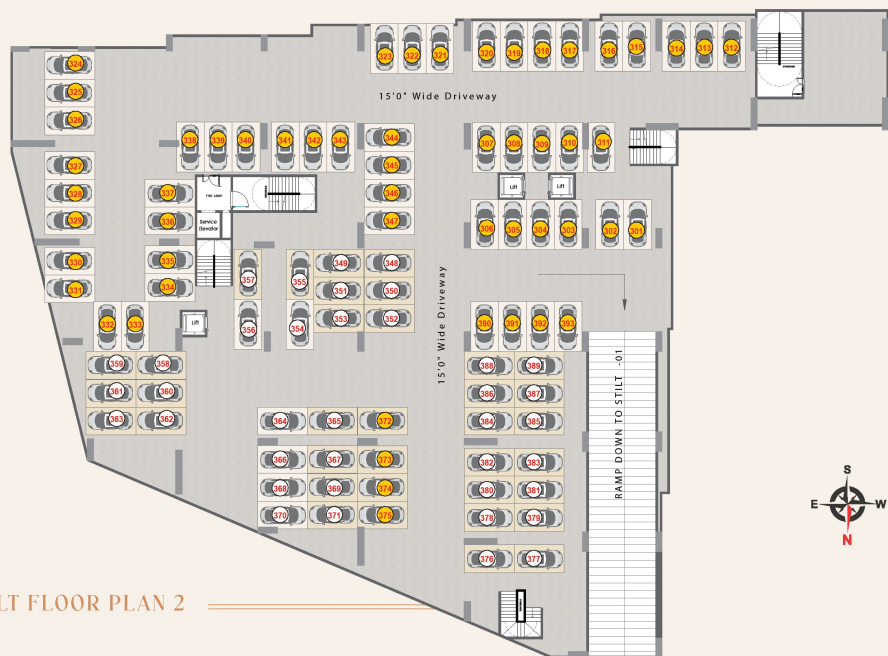 323 322 321 320 319 318 317 316 315 314 313 312
324
325
326
15'0" Wide Driveway
338 339 340 341 342 343 344 307 308 309 310 311
327 345
328 337 346
329 336 347
FIRE LOBBY
Service
Elevator
Lift Lift
306 305 304 303 302 301
330 335 357 355 349 348
331 334 351 350
332 333 356 354 353 352
Lift
15'0" Wide Driveway
390 391 392 393
359 358 388 389
361 360 386 387
363 362 364 365 372 384 385
366 367 373 382 383
368 369 374 380 381
370 371 375 378 379
376 377
RAMP DOWN TO STILT -01
S
E W
N
LT FLOOR PLAN 2